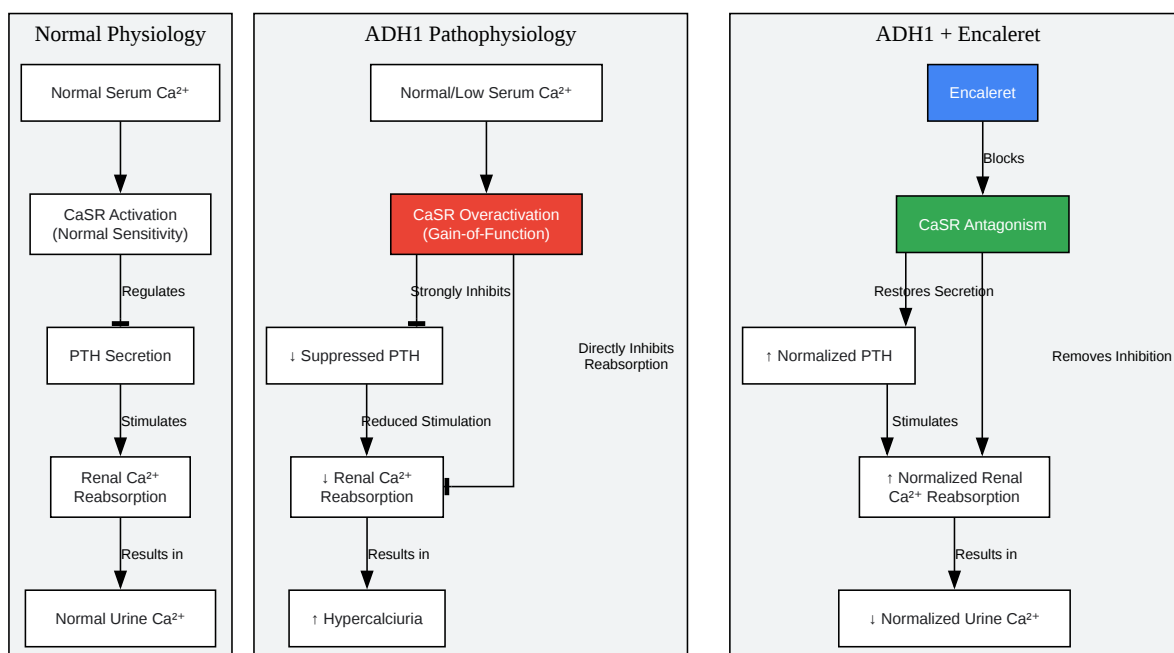 Normal Physiology
Normal Serum Ca²⁺
CaSR Activation
(Normal Sensitivity)
Regulates
PTH Secretion
Stimulates
Renal Ca²⁺
Reabsorption
Results in
Normal Urine Ca²⁺
ADH1 Pathophysiology
Normal/Low Serum Ca²⁺
CaSR Overactivation
(Gain-of-Function)
Strongly Inhibits
↓ Suppressed PTH
Directly Inhibits
Reabsorption
Reduced Stimulation
↓ Renal Ca²⁺
Reabsorption
Results in
↑ Hypercalciuria
ADH1 + Encaleret
Encaleret
Blocks
CaSR Antagonism
Restores Secretion
↑ Normalized PTH
Removes Inhibition
Stimulates
↑ Normalized Renal
Ca²⁺ Reabsorption
Results in
↓ Normalized Urine Ca²⁺